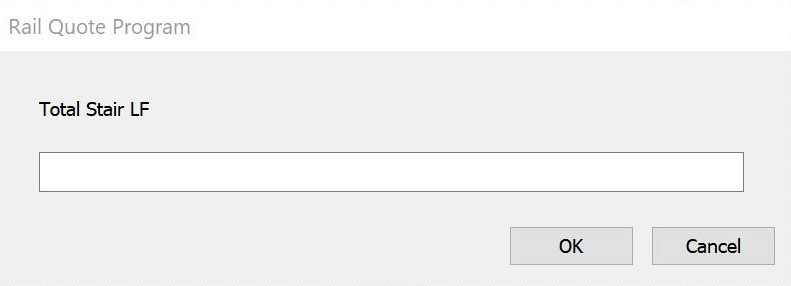 Rail Quote Program
Total Stair LF
OK
Cancel